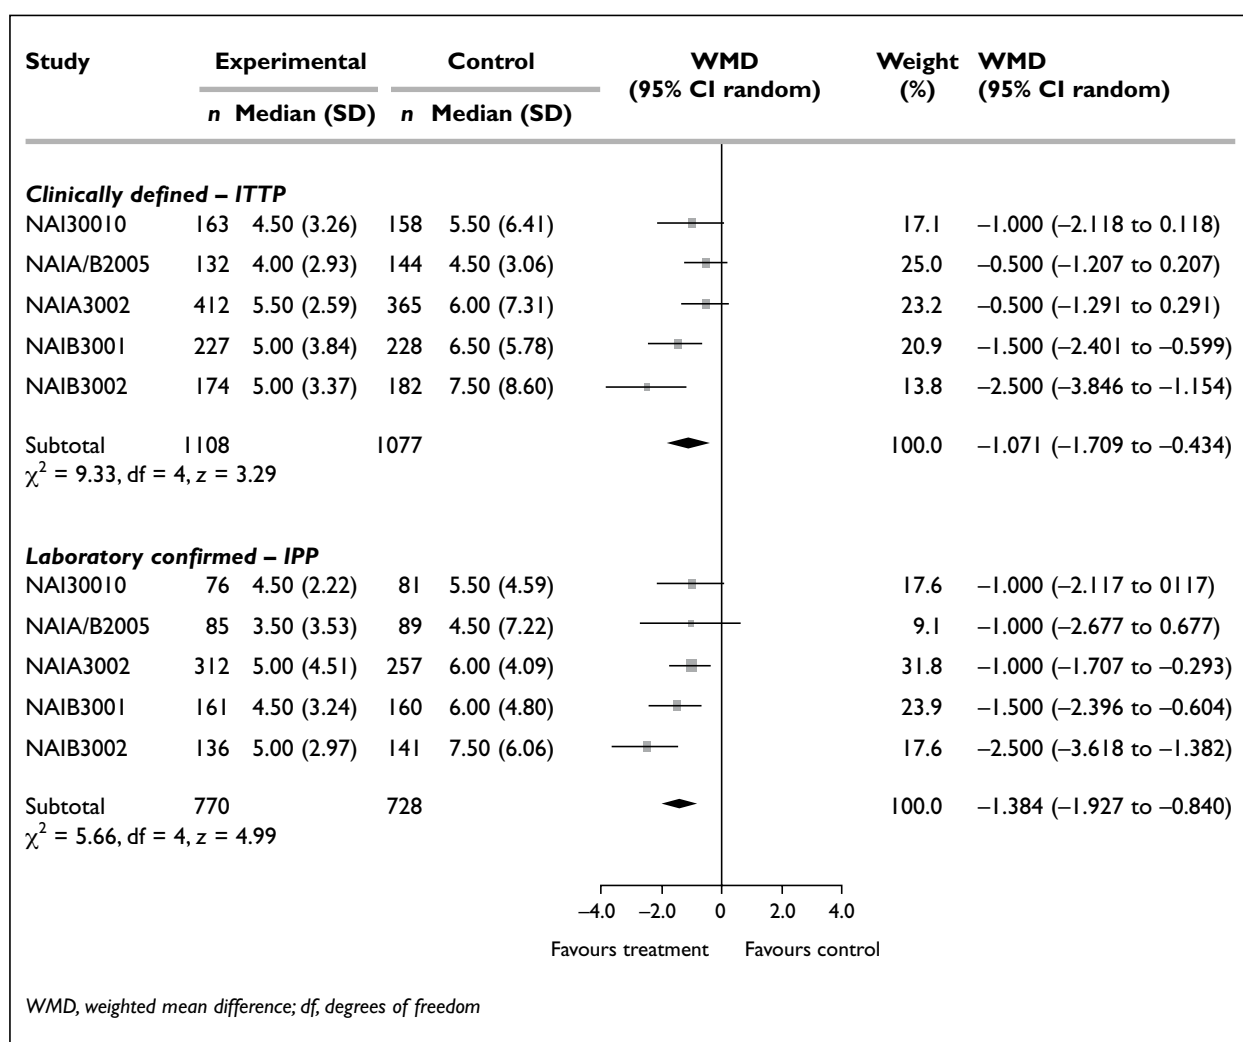 Study Experimental Control WMD Weight WMD
(95% CI random) (%) (95% CI random)
n Median (SD) n Median (SD)
Clinically defined – ITTP
NAI30010 163 4.50 (3.26) 158 5.50 (6.41) 17.1 –1.000 (–2.118 to 0.118)
NAIA/B2005 132 4.00 (2.93) 144 4.50 (3.06) 25.0 –0.500 (–1.207 to 0.207)
NAIA3002 412 5.50 (2.59) 365 6.00 (7.31) 23.2 –0.500 (–1.291 to 0.291)
NAIB3001 227 5.00 (3.84) 228 6.50 (5.78) 20.9 –1.500 (–2.401 to –0.599)
NAIB3002 174 5.00 (3.37) 182 7.50 (8.60) 13.8 –2.500 (–3.846 to –1.154)
Subtotal 1108 1077 100.0 –1.071 (–1.709 to –0.434)
χ² = 9.33, df = 4, z = 3.29
Laboratory confirmed – IPP
NAI30010 76 4.50 (2.22) 81 5.50 (4.59) 17.6 –1.000 (–2.117 to 0117)
NAIA/B2005 85 3.50 (3.53) 89 4.50 (7.22) 9.1 –1.000 (–2.677 to 0.677)
NAIA3002 312 5.00 (4.51) 257 6.00 (4.09) 31.8 –1.000 (–1.707 to –0.293)
NAIB3001 161 4.50 (3.24) 160 6.00 (4.80) 23.9 –1.500 (–2.396 to –0.604)
NAIB3002 136 5.00 (2.97) 141 7.50 (6.06) 17.6 –2.500 (–3.618 to –1.382)
Subtotal 770 728 100.0 –1.384 (–1.927 to –0.840)
χ² = 5.66, df = 4, z = 4.99
–4.0 –2.0 0 2.0 4.0
Favours treatment Favours control
WMD, weighted mean difference; df, degrees of freedom